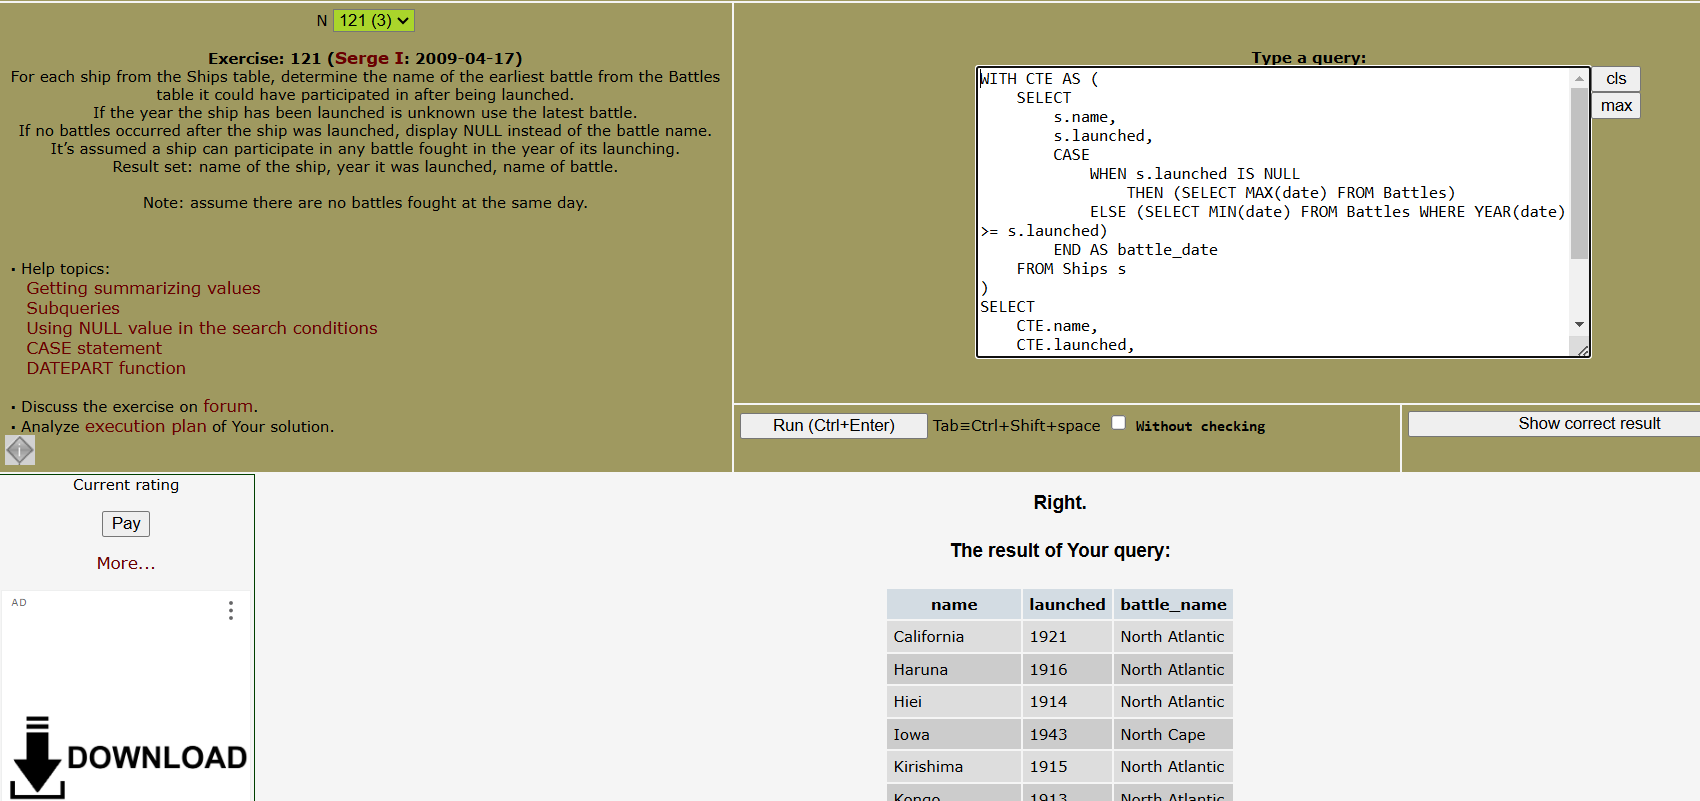 N 121 (3)
Exercise: 121 (Serge I: 2009-04-17)
For each ship from the Ships table, determine the name of the earliest battle from the Battles
table it could have participated in after being launched.
If the year the ship has been launched is unknown use the latest battle.
If no battles occurred after the ship was launched, display NULL instead of the battle name.
It’s assumed a ship can participate in any battle fought in the year of its launching.
Result set: name of the ship, year it was launched, name of battle.
Note: assume there are no battles fought at the same day.
• Help topics:
Getting summarizing values
Subqueries
Using NULL value in the search conditions
CASE statement
DATEPART function
• Discuss the exercise on forum.
• Analyze execution plan of Your solution.
Type a query:
WITH CTE AS (
    SELECT
        s.name,
        s.launched,
        CASE
            WHEN s.launched IS NULL
                THEN (SELECT MAX(date) FROM Battles)
            ELSE (SELECT MIN(date) FROM Battles WHERE YEAR(date)
>= s.launched)
        END AS battle_date
    FROM Ships s
)
SELECT
    CTE.name,
    CTE.launched,
cls
max
Run (Ctrl+Enter) Tab≡Ctrl+Shift+space Without checking
Show correct result
Current rating
Pay
More...
AD
DOWNLOAD
Right.
The result of Your query:
name launched battle_name
California 1921 North Atlantic
Haruna 1916 North Atlantic
Hiei 1914 North Atlantic
Iowa 1943 North Cape
Kirishima 1915 North Atlantic
Kongo 1913 North Atlantic